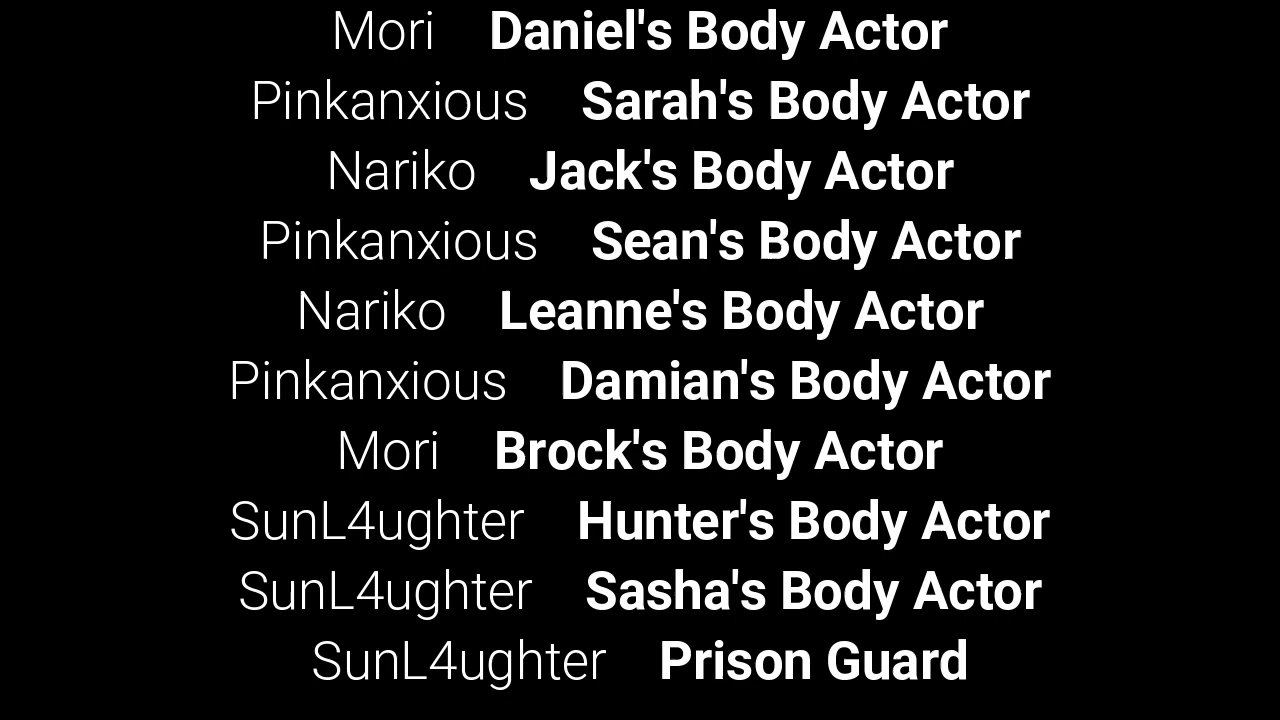 Mori Daniel's Body Actor
Pinkanxious Sarah's Body Actor
Nariko Jack's Body Actor
Pinkanxious Sean's Body Actor
Nariko Leanne's Body Actor
Pinkanxious Damian's Body Actor
Mori Brock's Body Actor
SunL4ughter Hunter's Body Actor
SunL4ughter Sasha's Body Actor
SunL4ughter Prison Guard